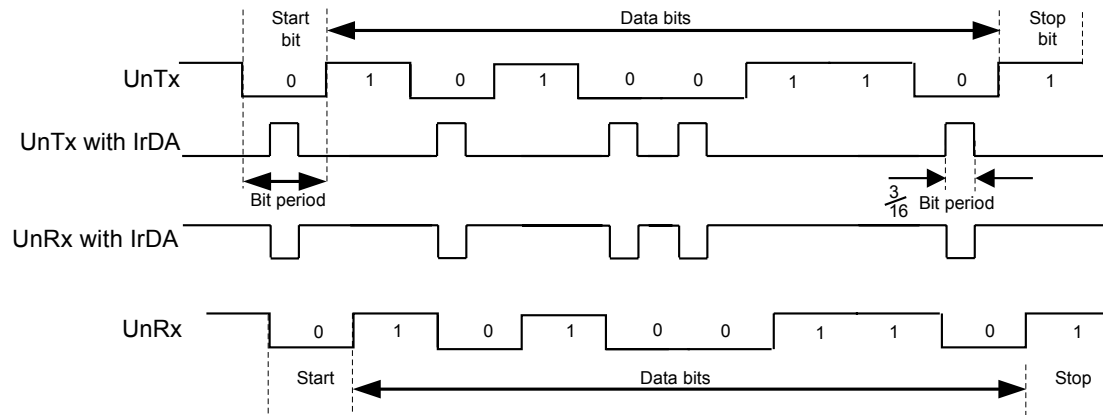 Start
bit
Data bits
Stop
bit
UnTx
0 1 0 1 0 0 1 1 0 1
UnTx with IrDA
Bit period
3
16
Bit period
UnRx with IrDA
UnRx
0 1 0 1 0 0 1 1 0 1
Start
Data bits
Stop